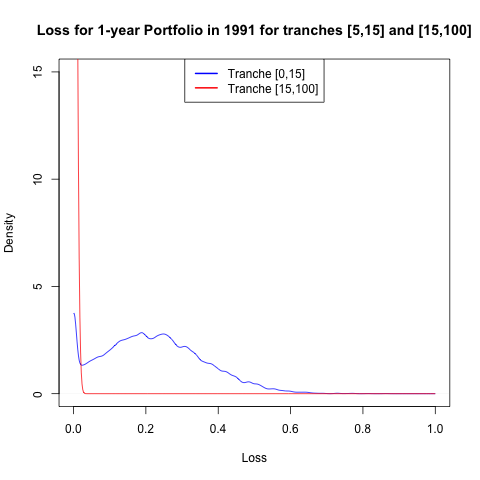 Loss for 1-year Portfolio in 1991 for tranches [5,15] and [15,100]
Tranche [0,15]
Tranche [15,100]
Density
15
10
5
0
0.0 0.2 0.4 0.6 0.8 1.0
Loss